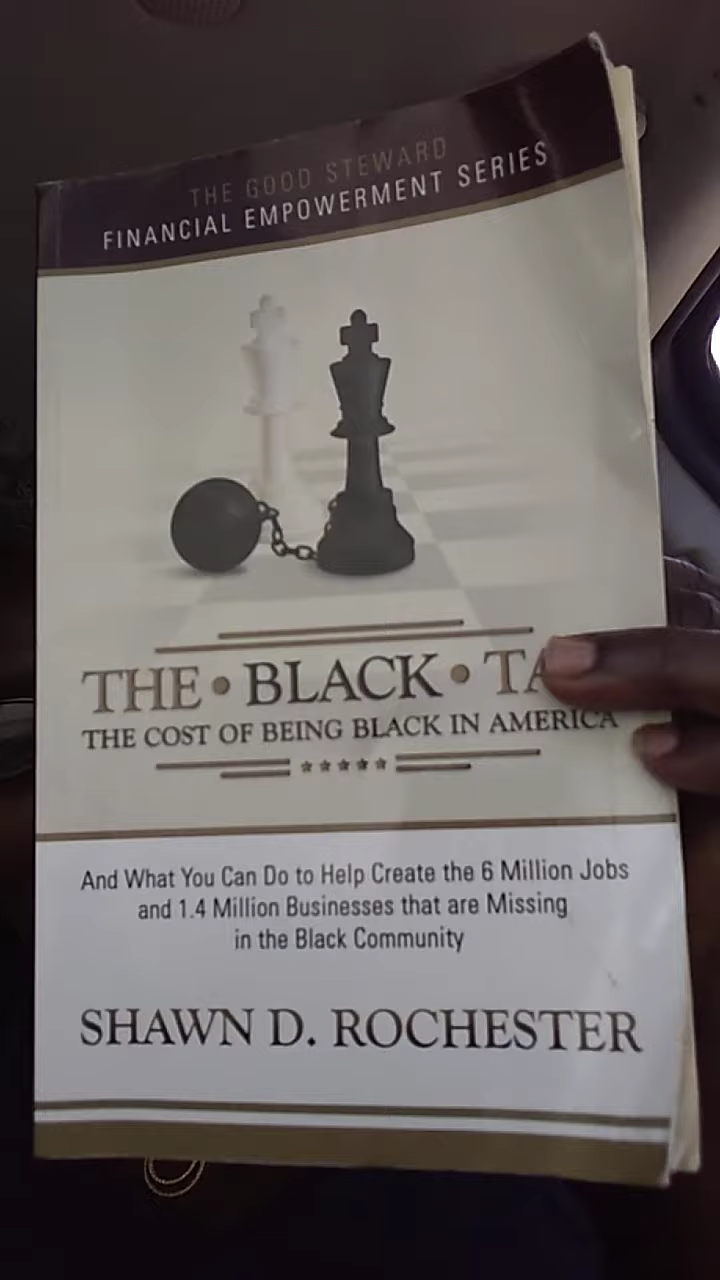 THE GOOD STEWARD
FINANCIAL EMPOWERMENT SERIES
THE • BLACK • TA
THE COST OF BEING BLACK IN AMERICA
And What You Can Do to Help Create the 6 Million Jobs
and 1.4 Million Businesses that are Missing
in the Black Community
SHAWN D. ROCHESTER